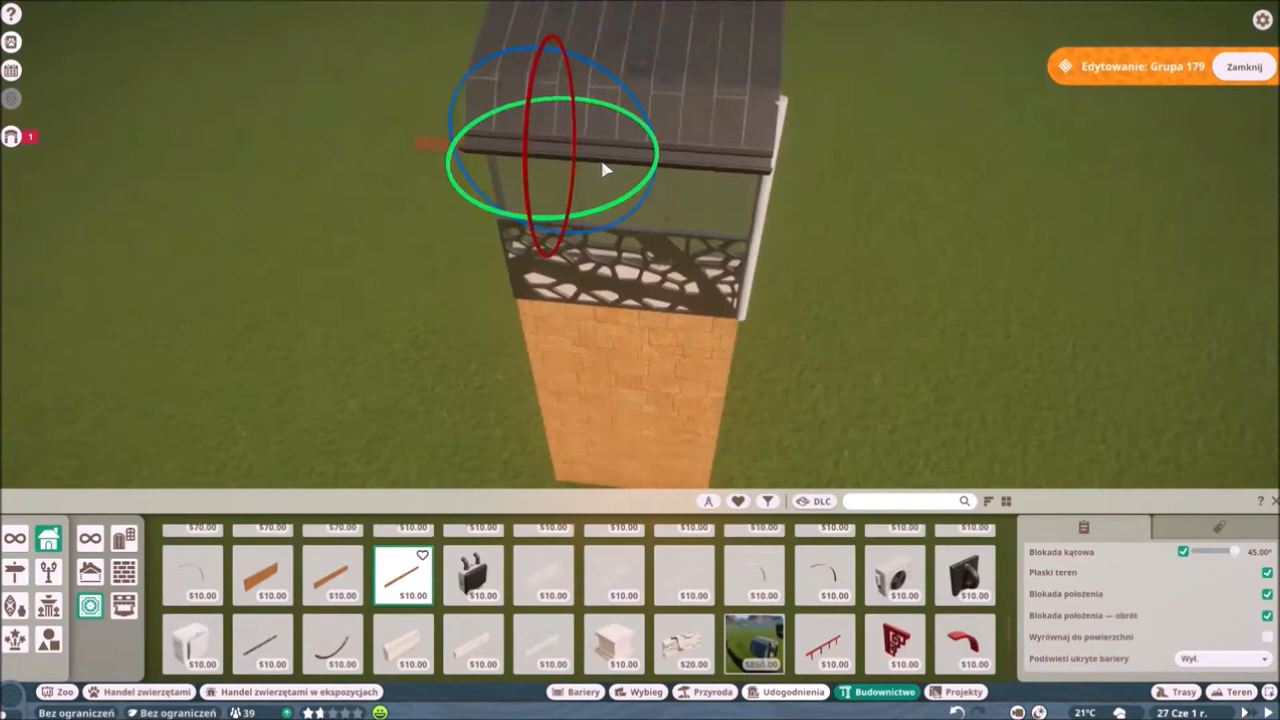 ?
1
Edytowanie: Grupa 179
Zamknij
DLC
?
$70.00 $70.00 $70.00 $10.00 $10.00 $10.00 $10.00 $10.00 $10.00 $10.00 $10.00 $10.00
$10.00 $10.00 $10.00 $10.00 $10.00 $10.00 $10.00 $10.00 $10.00 $10.00 $10.00 $10.00
$10.00 $10.00 $10.00 $10.00 $10.00 $10.00 $10.00 $20.00 $860.00 $10.00 $10.00 $10.00
Blokada kątowa 45.00°
Płaski teren
Blokada położenia
Blokada położenia — obrót
Wyrównaj do powierzchni
Podświetl ukryte bariery Wył.
Zoo Handel zwierzętami Handel zwierzętami w ekspozycjach Bariery Wybieg Przyroda Udogodnienia Budownictwo Projekty Trasy Teren
Bez ograniczeń Bez ograniczeń 39 21°C 27 Cze 1 r.